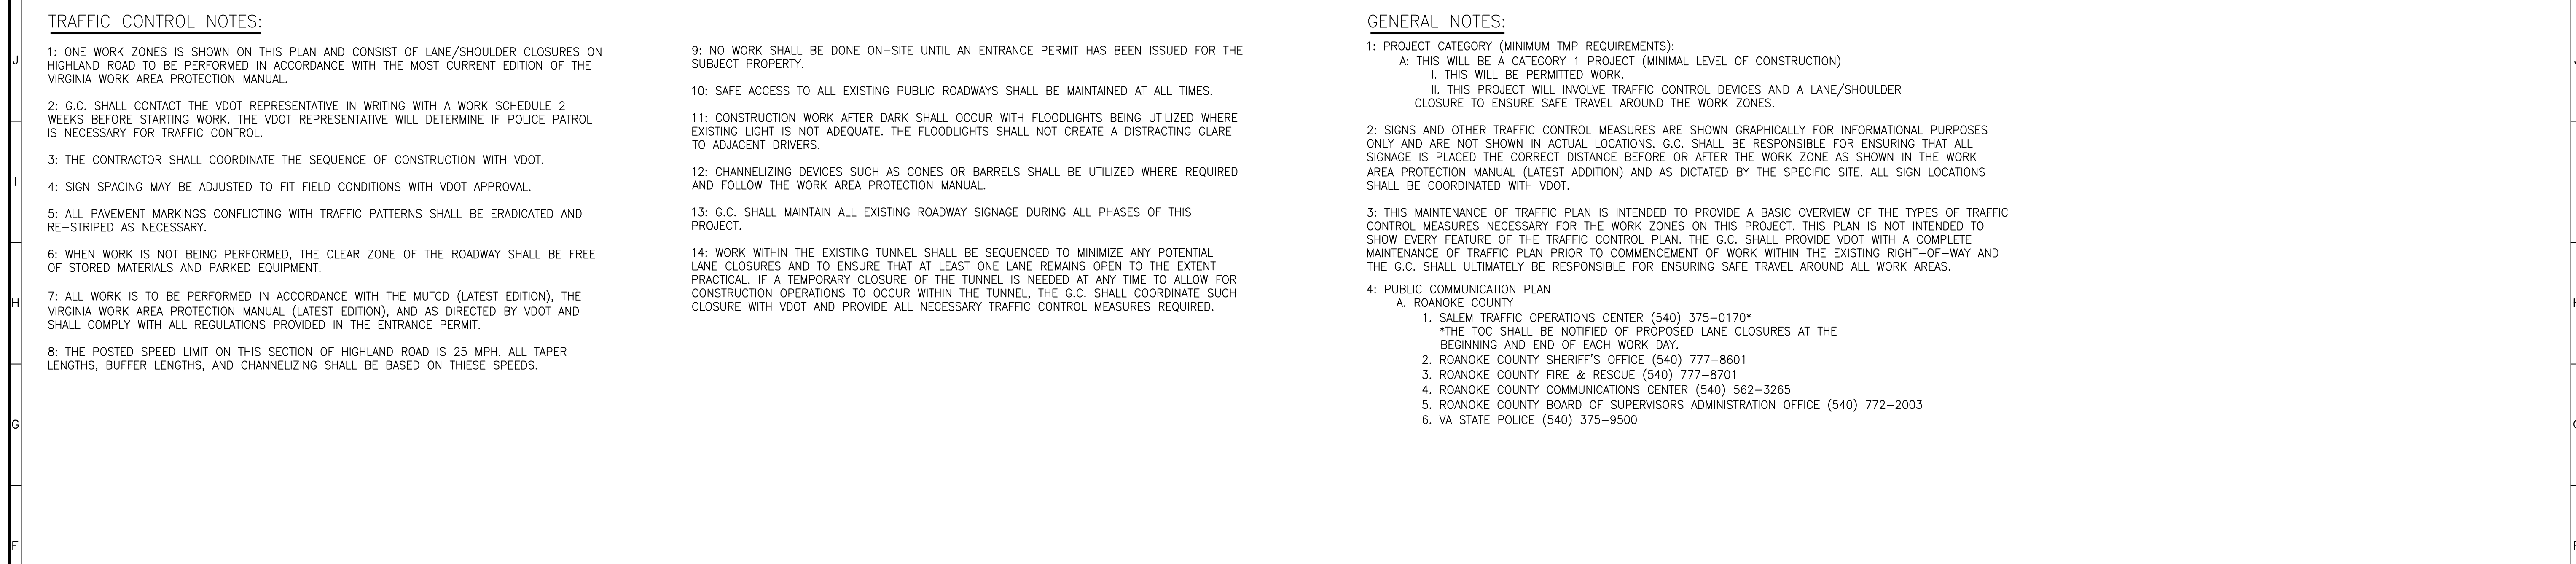 TRAFFIC CONTROL NOTES:
1: ONE WORK ZONES IS SHOWN ON THIS PLAN AND CONSIST OF LANE/SHOULDER CLOSURES ON
HIGHLAND ROAD TO BE PERFORMED IN ACCORDANCE WITH THE MOST CURRENT EDITION OF THE
VIRGINIA WORK AREA PROTECTION MANUAL.
2: G.C. SHALL CONTACT THE VDOT REPRESENTATIVE IN WRITING WITH A WORK SCHEDULE 2
WEEKS BEFORE STARTING WORK. THE VDOT REPRESENTATIVE WILL DETERMINE IF POLICE PATROL
IS NECESSARY FOR TRAFFIC CONTROL.
3: THE CONTRACTOR SHALL COORDINATE THE SEQUENCE OF CONSTRUCTION WITH VDOT.
4: SIGN SPACING MAY BE ADJUSTED TO FIT FIELD CONDITIONS WITH VDOT APPROVAL.
5: ALL PAVEMENT MARKINGS CONFLICTING WITH TRAFFIC PATTERNS SHALL BE ERADICATED AND
RE-STRIPED AS NECESSARY.
6: WHEN WORK IS NOT BEING PERFORMED, THE CLEAR ZONE OF THE ROADWAY SHALL BE FREE
OF STORED MATERIALS AND PARKED EQUIPMENT.
7: ALL WORK IS TO BE PERFORMED IN ACCORDANCE WITH THE MUTCD (LATEST EDITION), THE
VIRGINIA WORK AREA PROTECTION MANUAL (LATEST EDITION), AND AS DIRECTED BY VDOT AND
SHALL COMPLY WITH ALL REGULATIONS PROVIDED IN THE ENTRANCE PERMIT.
8: THE POSTED SPEED LIMIT ON THIS SECTION OF HIGHLAND ROAD IS 25 MPH. ALL TAPER
LENGTHS, BUFFER LENGTHS, AND CHANNELIZING SHALL BE BASED ON THIESE SPEEDS.
9: NO WORK SHALL BE DONE ON-SITE UNTIL AN ENTRANCE PERMIT HAS BEEN ISSUED FOR THE
SUBJECT PROPERTY.
10: SAFE ACCESS TO ALL EXISTING PUBLIC ROADWAYS SHALL BE MAINTAINED AT ALL TIMES.
11: CONSTRUCTION WORK AFTER DARK SHALL OCCUR WITH FLOODLIGHTS BEING UTILIZED WHERE
EXISTING LIGHT IS NOT ADEQUATE. THE FLOODLIGHTS SHALL NOT CREATE A DISTRACTING GLARE
TO ADJACENT DRIVERS.
12: CHANNELIZING DEVICES SUCH AS CONES OR BARRELS SHALL BE UTILIZED WHERE REQUIRED
AND FOLLOW THE WORK AREA PROTECTION MANUAL.
13: G.C. SHALL MAINTAIN ALL EXISTING ROADWAY SIGNAGE DURING ALL PHASES OF THIS
PROJECT.
14: WORK WITHIN THE EXISTING TUNNEL SHALL BE SEQUENCED TO MINIMIZE ANY POTENTIAL
LANE CLOSURES AND TO ENSURE THAT AT LEAST ONE LANE REMAINS OPEN TO THE EXTENT
PRACTICAL. IF A TEMPORARY CLOSURE OF THE TUNNEL IS NEEDED AT ANY TIME TO ALLOW FOR
CONSTRUCTION OPERATIONS TO OCCUR WITHIN THE TUNNEL, THE G.C. SHALL COORDINATE SUCH
CLOSURE WITH VDOT AND PROVIDE ALL NECESSARY TRAFFIC CONTROL MEASURES REQUIRED.
GENERAL NOTES:
1: PROJECT CATEGORY (MINIMUM TMP REQUIREMENTS):
A: THIS WILL BE A CATEGORY 1 PROJECT (MINIMAL LEVEL OF CONSTRUCTION)
I. THIS WILL BE PERMITTED WORK.
II. THIS PROJECT WILL INVOLVE TRAFFIC CONTROL DEVICES AND A LANE/SHOULDER
CLOSURE TO ENSURE SAFE TRAVEL AROUND THE WORK ZONES.
2: SIGNS AND OTHER TRAFFIC CONTROL MEASURES ARE SHOWN GRAPHICALLY FOR INFORMATIONAL PURPOSES
ONLY AND ARE NOT SHOWN IN ACTUAL LOCATIONS. G.C. SHALL BE RESPONSIBLE FOR ENSURING THAT ALL
SIGNAGE IS PLACED THE CORRECT DISTANCE BEFORE OR AFTER THE WORK ZONE AS SHOWN IN THE WORK
AREA PROTECTION MANUAL (LATEST ADDITION) AND AS DICTATED BY THE SPECIFIC SITE. ALL SIGN LOCATIONS
SHALL BE COORDINATED WITH VDOT.
3: THIS MAINTENANCE OF TRAFFIC PLAN IS INTENDED TO PROVIDE A BASIC OVERVIEW OF THE TYPES OF TRAFFIC
CONTROL MEASURES NECESSARY FOR THE WORK ZONES ON THIS PROJECT. THIS PLAN IS NOT INTENDED TO
SHOW EVERY FEATURE OF THE TRAFFIC CONTROL PLAN. THE G.C. SHALL PROVIDE VDOT WITH A COMPLETE
MAINTENANCE OF TRAFFIC PLAN PRIOR TO COMMENCEMENT OF WORK WITHIN THE EXISTING RIGHT-OF-WAY AND
THE G.C. SHALL ULTIMATELY BE RESPONSIBLE FOR ENSURING SAFE TRAVEL AROUND ALL WORK AREAS.
4: PUBLIC COMMUNICATION PLAN
A. ROANOKE COUNTY
1. SALEM TRAFFIC OPERATIONS CENTER (540) 375-0170*
*THE TOC SHALL BE NOTIFIED OF PROPOSED LANE CLOSURES AT THE
BEGINNING AND END OF EACH WORK DAY.
2. ROANOKE COUNTY SHERIFF'S OFFICE (540) 777-8601
3. ROANOKE COUNTY FIRE & RESCUE (540) 777-8701
4. ROANOKE COUNTY COMMUNICATIONS CENTER (540) 562-3265
5. ROANOKE COUNTY BOARD OF SUPERVISORS ADMINISTRATION OFFICE (540) 772-2003
6. VA STATE POLICE (540) 375-9500
J
I
H
G
F